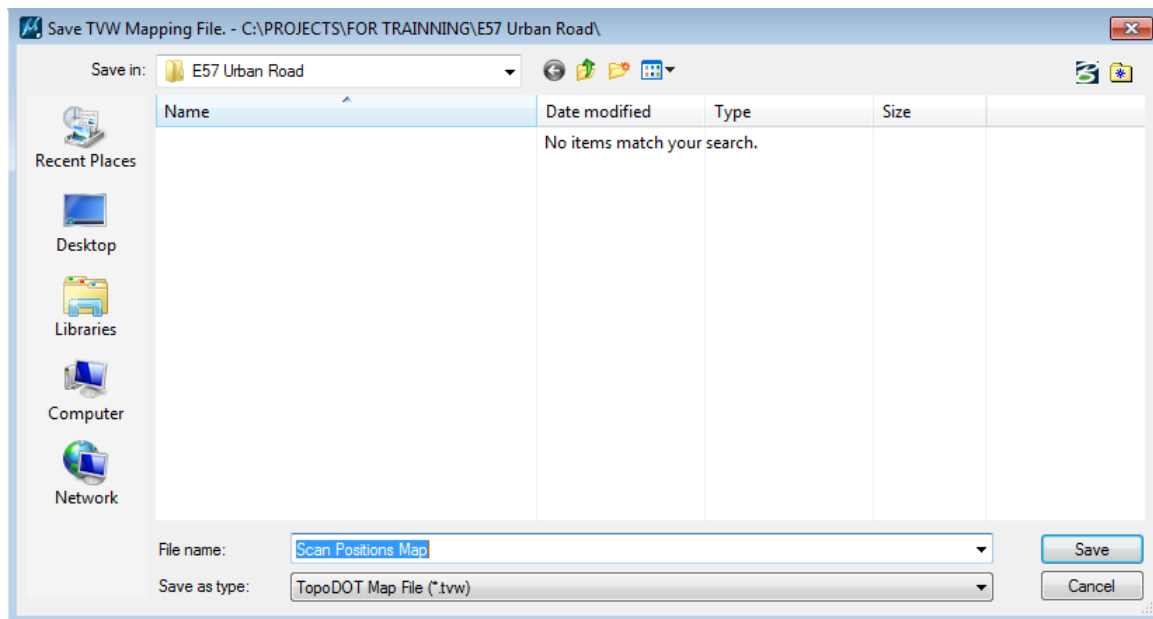 Save TVW Mapping File. - C:\PROJECTS\FOR TRAINNING\E57 Urban Road\
Save in:
E57 Urban Road
Name
Date modified
Type
Size
No items match your search.
Recent Places
Desktop
Libraries
Computer
Network
File name:
Scan Positions Map
Save
Save as type:
TopoDOT Map File (*.tvw)
Cancel